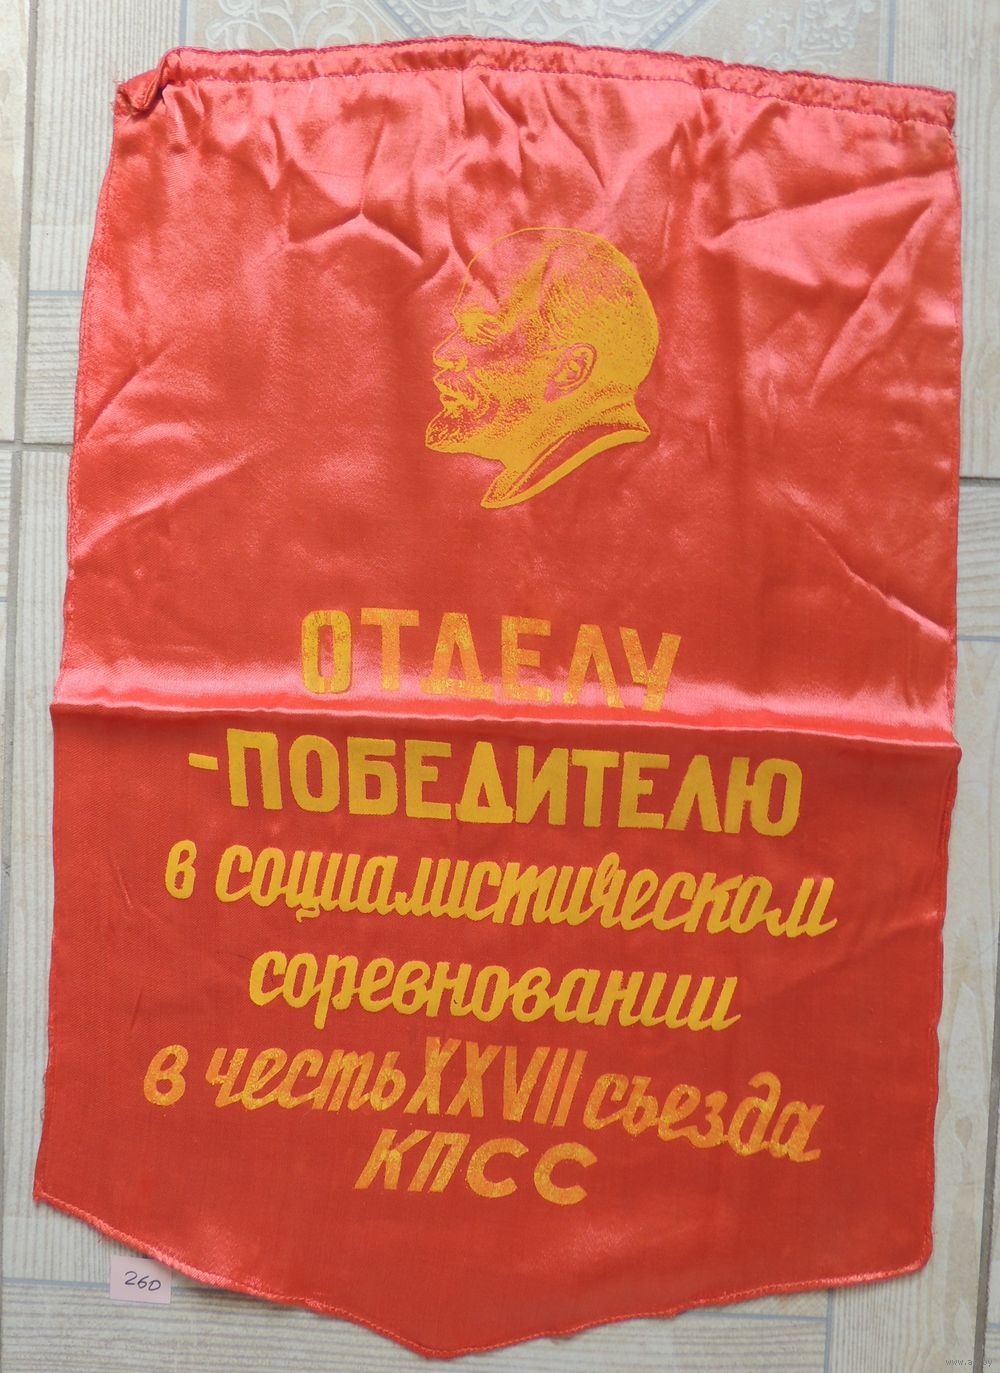 ОТДЕЛУ
-ПОБЕДИТЕЛЮ
в социалистическом
соревновании
в честь XXVII съезда
КПСС
260